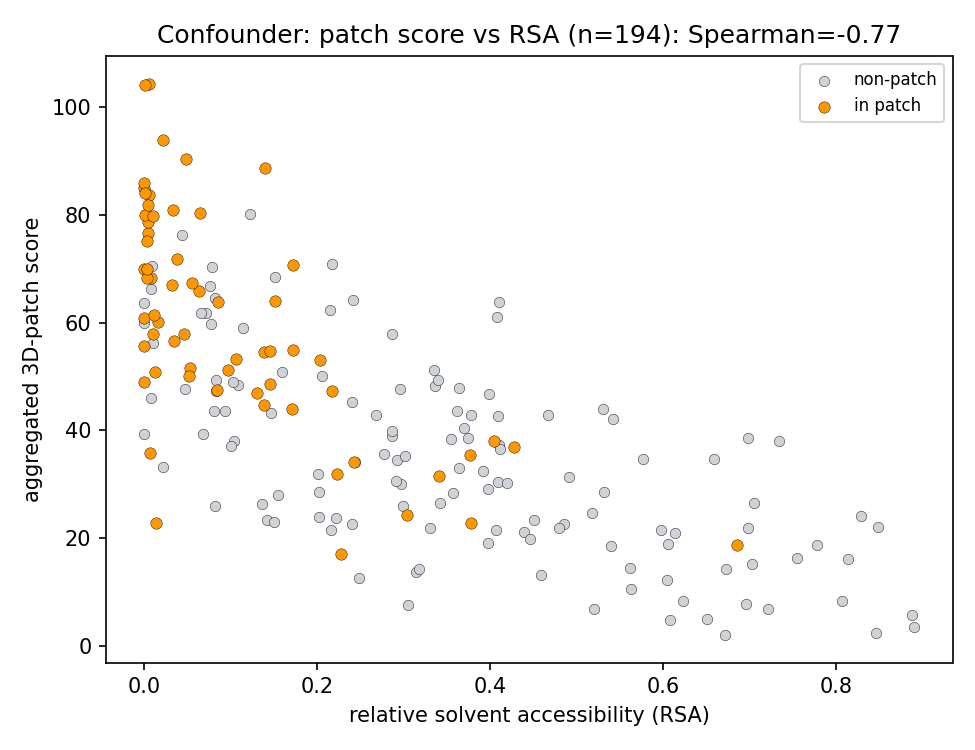 Confounder: patch score vs RSA (n=194): Spearman=-0.77
non-patch
in patch
aggregated 3D-patch score
100
80
60
40
20
0
0.0 0.2 0.4 0.6 0.8
relative solvent accessibility (RSA)